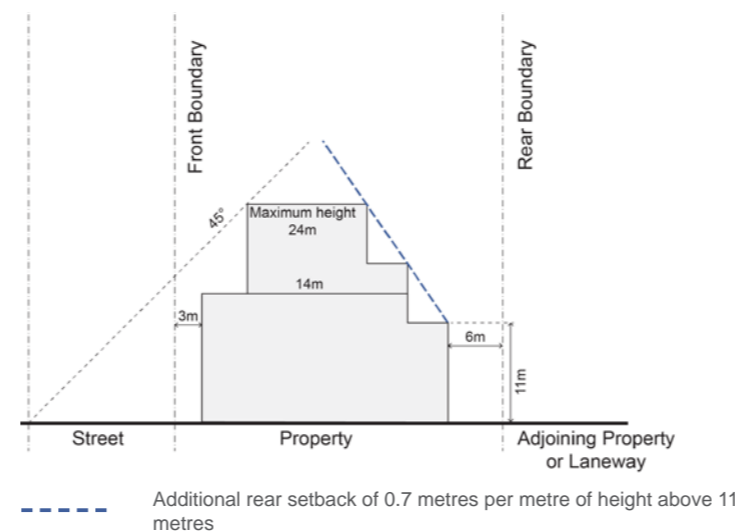 Front Boundary
Rear Boundary
45°
Maximum height
24m
14m
3m
6m
11m
Street
Property
Adjoining Property
or Laneway
Additional rear setback of 0.7 metres per metre of height above 11
metres